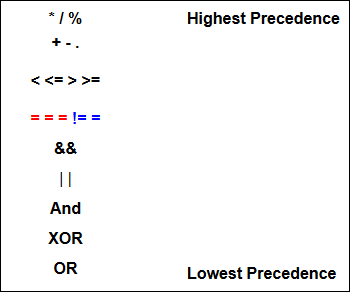 * / % Highest Precedence
+ - .
< <= > >=
= = = != =
&&
| |
And
XOR
OR
Lowest Precedence